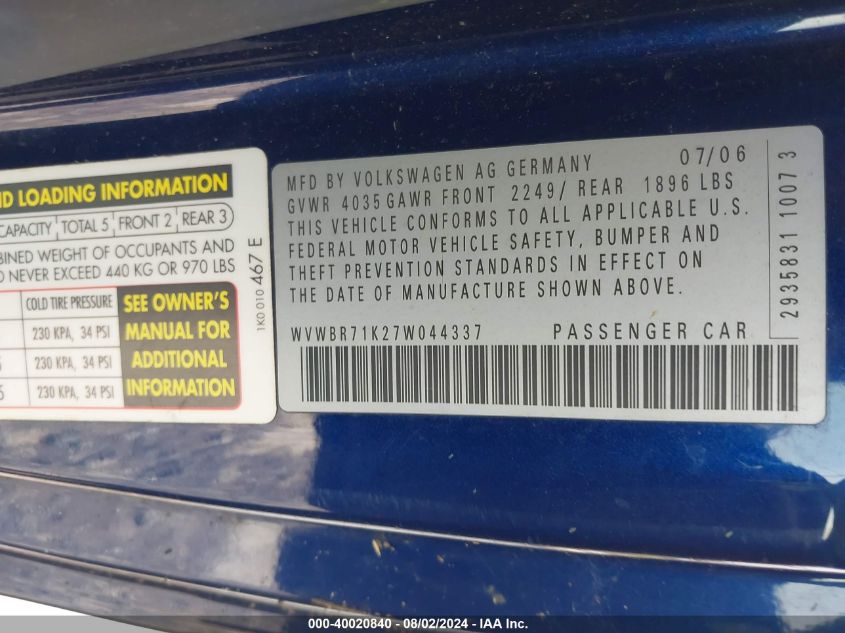 ND LOADING INFORMATION
CAPACITY TOTAL 5 FRONT 2 REAR 3
BINED WEIGHT OF OCCUPANTS AND
D NEVER EXCEED 440 KG OR 970 LBS
COLD TIRE PRESSURE
230 KPA, 34 PSI
230 KPA, 34 PSI
5 230 KPA, 34 PSI
SEE OWNER'S
MANUAL FOR
ADDITIONAL
INFORMATION
1K0 010 467 E
07/06
MFD BY VOLKSWAGEN AG GERMANY
GVWR 4035 GAWR FRONT 2249/ REAR 1896 LBS
THIS VEHICLE CONFORMS TO ALL APPLICABLE U.S.
FEDERAL MOTOR VEHICLE SAFETY, BUMPER AND
THEFT PREVENTION STANDARDS IN EFFECT ON
THE DATE OF MANUFACTURE SHOWN ABOVE.
WVWBR71K27W044337 PASSENGER CAR
2935831 1007 3
000-40020840 - 08/02/2024 - IAA Inc.